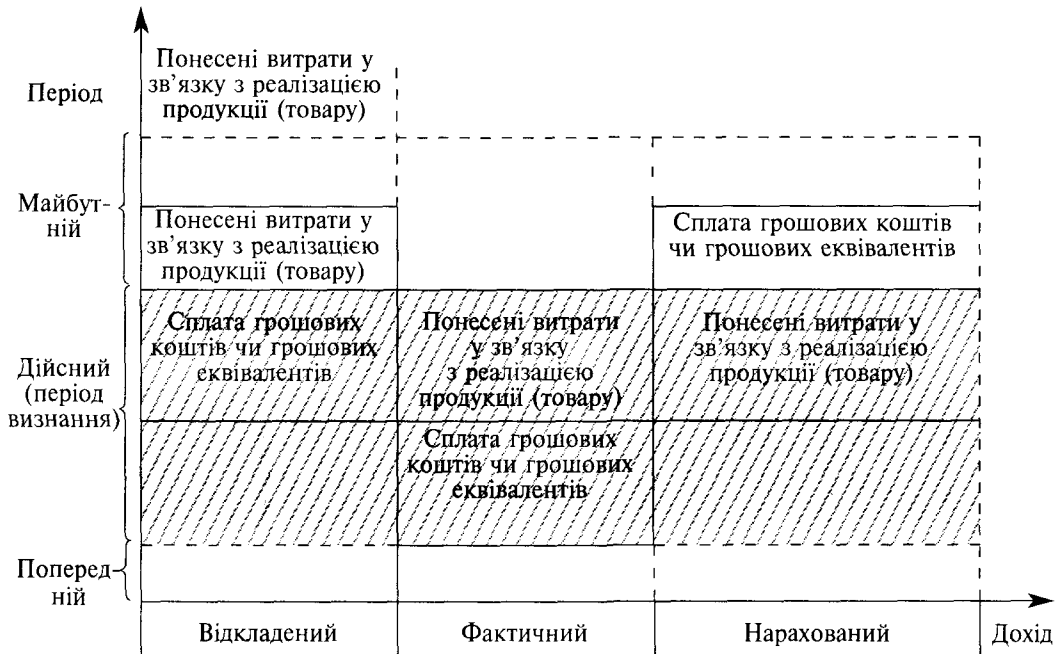 Понесені витрати у
зв'язку з реалізацією
продукції (товару)
Період
Майбут-
ній
Понесені витрати у
зв'язку з реалізацією
продукції (товару)
Сплата грошових коштів
чи грошових еквівалентів
Дійсний
(період
визнання)
Сплата грошових
коштів чи грошових
еквівалентів
Понесені витрати
у зв'язку
з реалізацією
продукції (товару)
Понесені витрати у
зв'язку з реалізацією
продукції (товару)
Сплата грошових
коштів чи грошових
еквівалентів
Поперед-
ній
Відкладений
Фактичний
Нарахований
Дохід